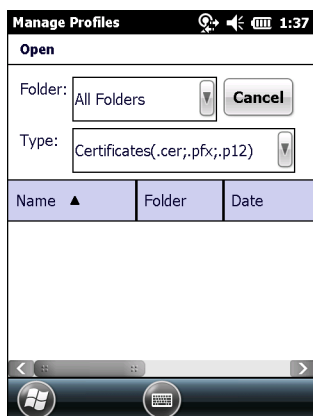 Manage Profiles 1:37
Open
Folder: All Folders Cancel
Type: Certificates(.cer;.pfx;.p12)
Name Folder Date